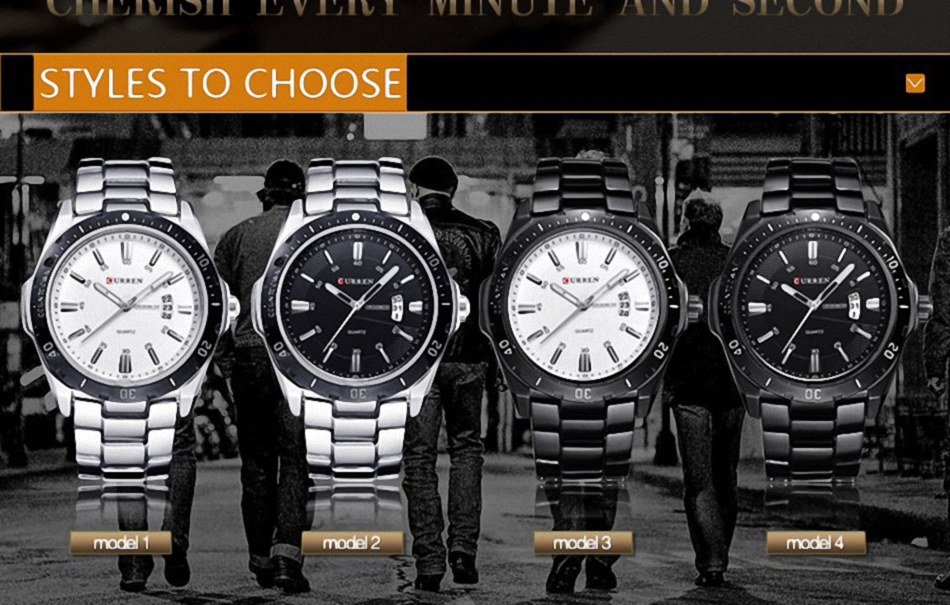 CHERISH EVERY MINUTE AND SECOND
STYLES TO CHOOSE
CURREN
QUARTZ
10
20
30
40
CURREN
QUARTZ
10
20
30
40
CURREN
QUARTZ
10
20
30
40
CURREN
QUARTZ
10
20
30
40
model 1
model 2
model 3
model 4